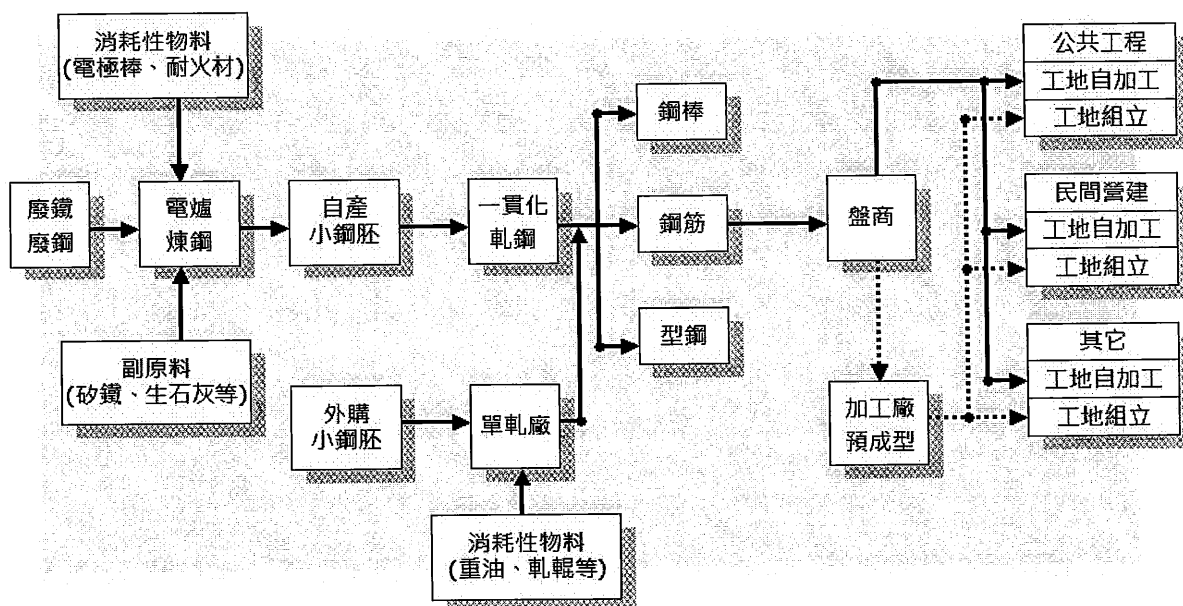 消耗性物料
(電極棒、耐火材)
廢鐵
廢鋼
電爐
煉鋼
副原料
(矽鐵、生石灰等)
自產
小鋼胚
外購
小鋼胚
一貫化
軋鋼
單軋廠
消耗性物料
(重油、軋輥等)
鋼棒
鋼筋
型鋼
盤商
加工廠
預成型
公共工程
工地自加工
工地組立
民間營建
工地自加工
工地組立
其它
工地自加工
工地組立